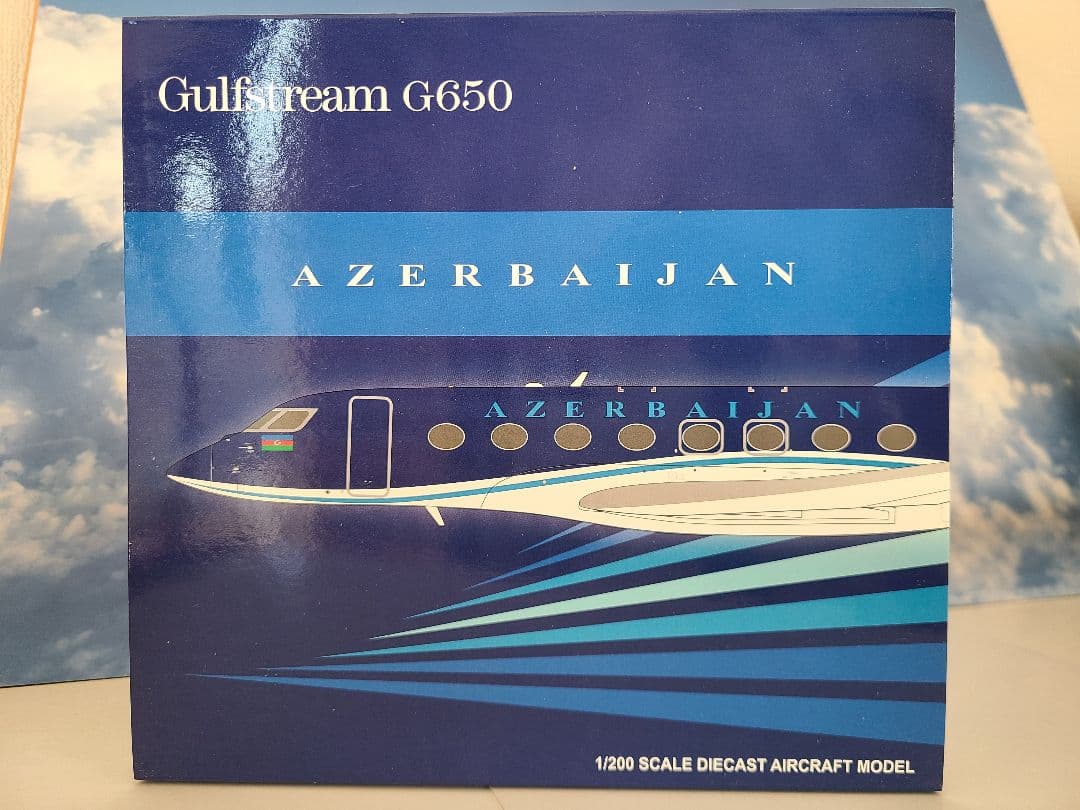 Gulfstream G650
AZERBAIJAN
AZERBAIJAN
1/200 SCALE DIECAST AIRCRAFT MODEL